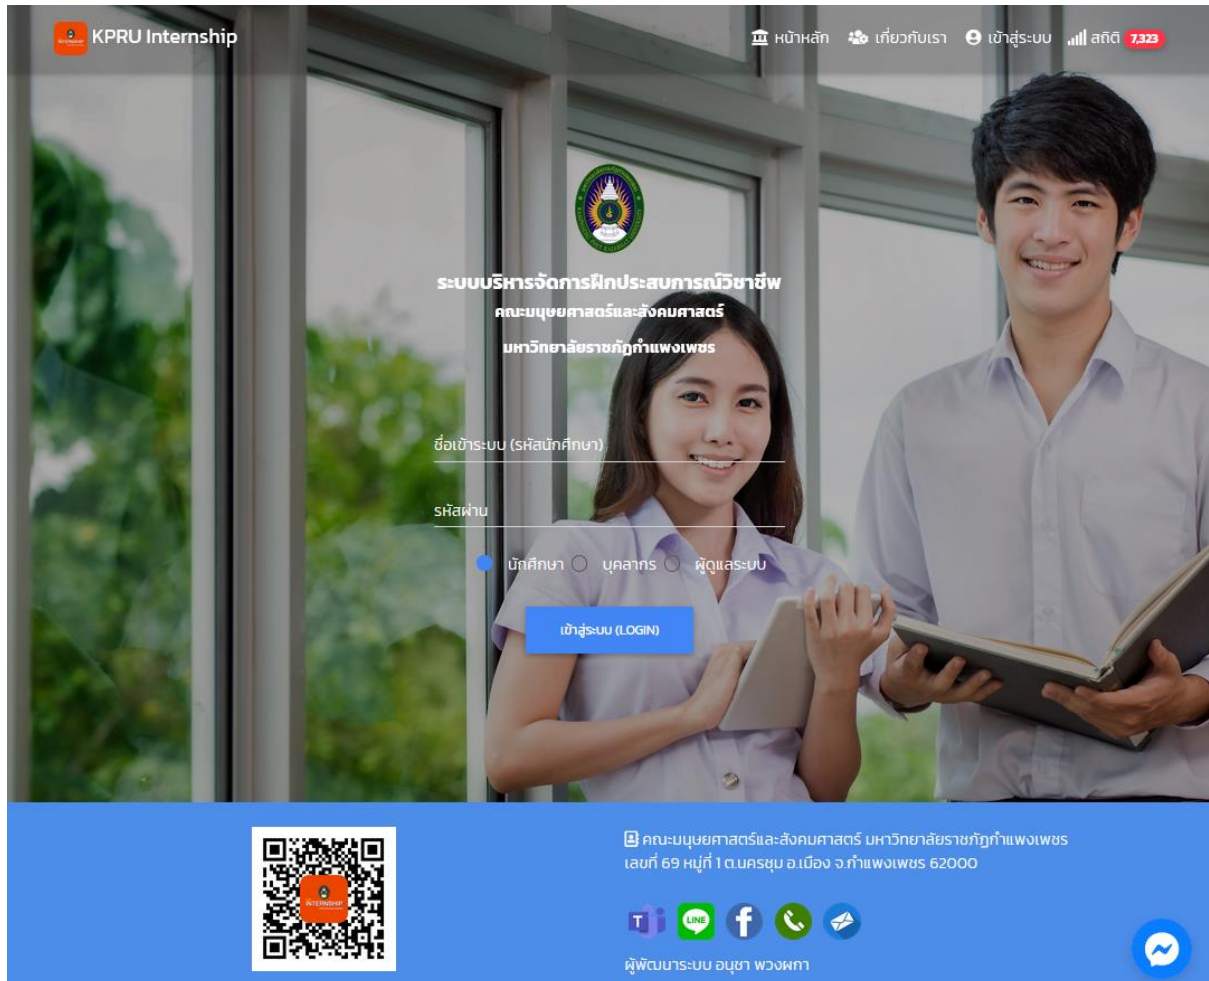 KPRU Internship
หน้าหลัก เกี่ยวกับเรา เข้าสู่ระบบ สถิติ 7,323
ระบบบริหารจัดการฝึกประสบการณ์วิชาชีพ
คณะมนุษยศาสตร์และสังคมศาสตร์
มหาวิทยาลัยราชภัฏกำแพงเพชร
ชื่อเข้าระบบ (รหัสนักศึกษา)
รหัสผ่าน
นักศึกษา บุคลากร ผู้ดูแลระบบ
เข้าสู่ระบบ (LOGIN)
INTERNSHIP
คณะมนุษยศาสตร์และสังคมศาสตร์ มหาวิทยาลัยราชภัฏกำแพงเพชร
เลขที่ 69 หมู่ที่ 1 ต.นครชุม อ.เมือง จ.กำแพงเพชร 62000
LINE
ผู้พัฒนาระบบ อนุชา พวงผกา